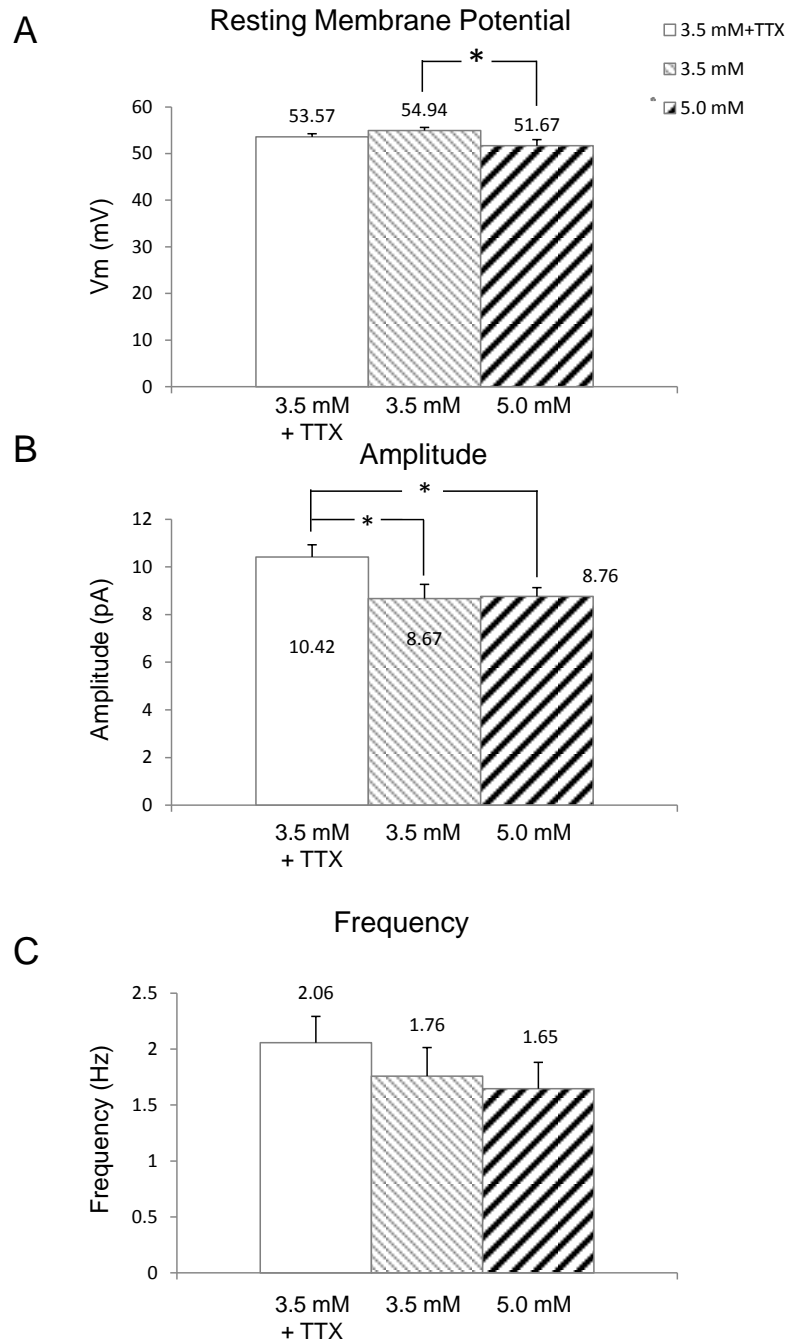 A
Resting Membrane Potential
3.5 mM+TTX
3.5 mM
5.0 mM
*
60
50
40
30
20
10
0
Vm (mV)
53.57
54.94
51.67
3.5 mM
+ TTX
3.5 mM
5.0 mM
B
Amplitude
*
*
12
10
8
6
4
2
0
Amplitude (pA)
10.42
8.67
8.76
3.5 mM
+ TTX
3.5 mM
5.0 mM
C
Frequency
2.5
2
1.5
1
0.5
0
Frequency (Hz)
2.06
1.76
1.65
3.5 mM
+ TTX
3.5 mM
5.0 mM